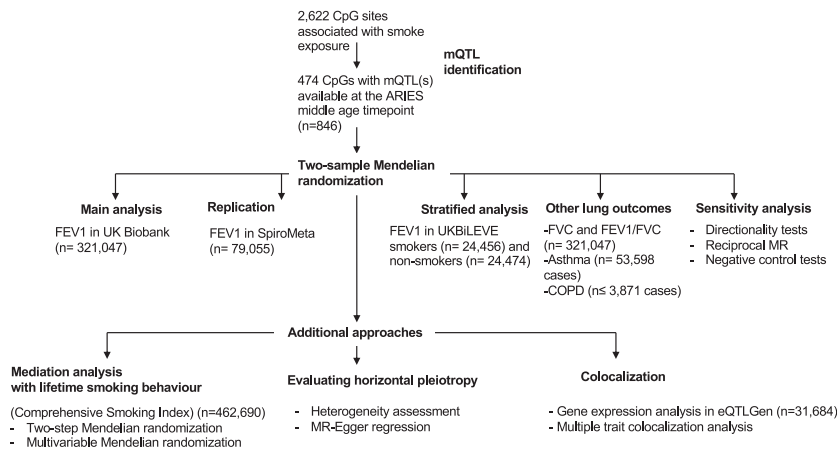 2,622 CpG sites
associated with smoke
exposure
mQTL
identification
474 CpGs with mQTL(s)
available at the ARIES
middle age timepoint
(n=846)
Two-sample Mendelian
randomization
Main analysis
FEV1 in UK Biobank
(n= 321,047)
Replication
FEV1 in SpiroMeta
(n= 79,055)
Stratified analysis
FEV1 in UKBiLEVE
smokers (n= 24,456) and
non-smokers (n= 24,474)
Other lung outcomes
-FVC and FEV1/FVC (n=
321,047)
-Asthma (n= 53,598
cases)
-COPD (n≤ 3,871 cases)
Sensitivity analysis
- Directionality tests
- Reciprocal MR
- Negative control tests
Additional approaches
Mediation analysis
with lifetime smoking behaviour
(Comprehensive Smoking Index) (n=462,690)
- Two-step Mendelian randomization
- Multivariable Mendelian randomization
Evaluating horizontal pleiotropy
- Heterogeneity assessment
- MR-Egger regression
Colocalization
- Gene expression analysis in eQTLGen (n=31,684)
- Multiple trait colocalization analysis